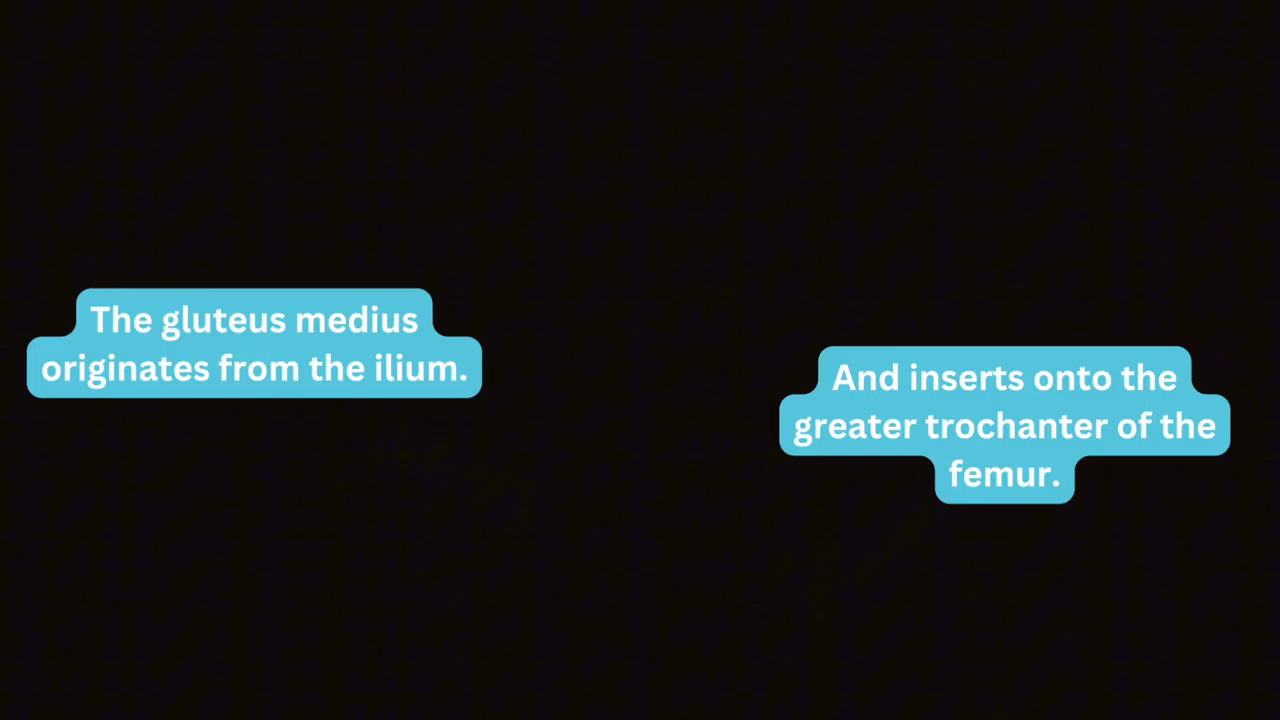 The gluteus medius
originates from the ilium.
And inserts onto the
greater trochanter of the
femur.